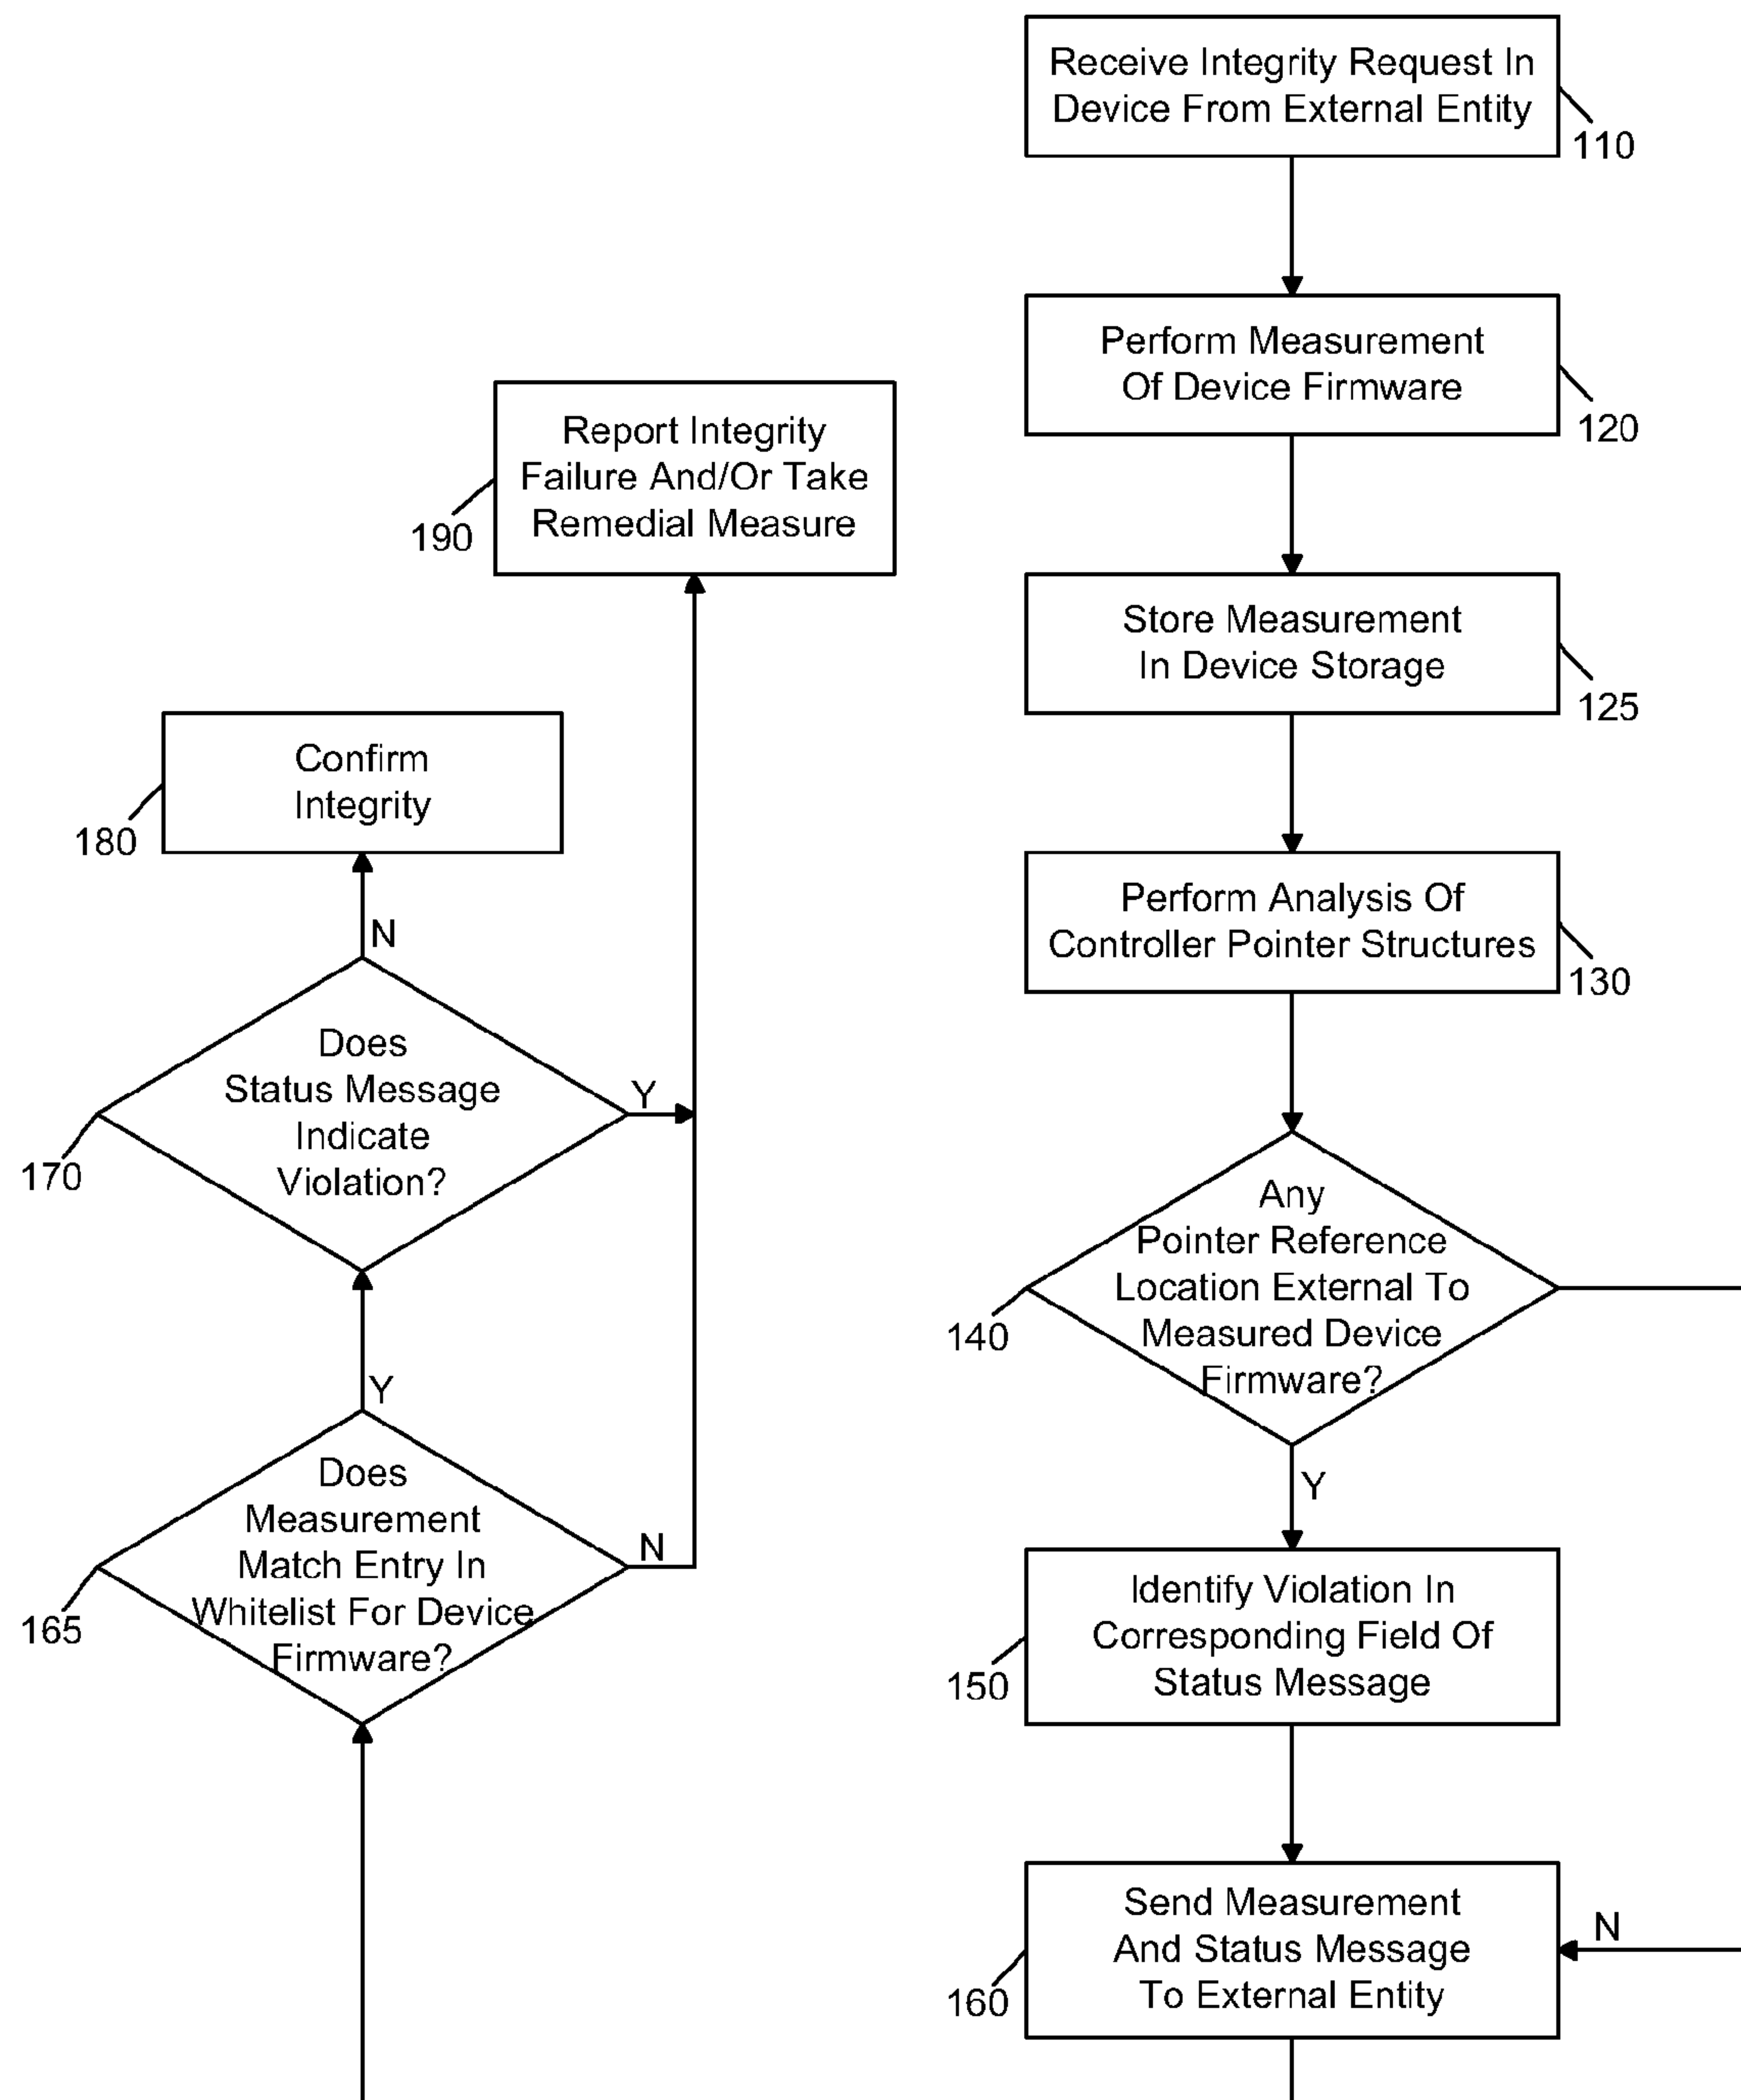 Receive Integrity Request In
Device From External Entity
110
Perform Measurement
Of Device Firmware
120
Store Measurement
In Device Storage
125
Perform Analysis Of
Controller Pointer Structures
130
Any
Pointer Reference
Location External To
Measured Device
Firmware?
140
Y
Identify Violation In
Corresponding Field Of
Status Message
150
Send Measurement
And Status Message
To External Entity
160
N
Does
Measurement
Match Entry In
Whitelist For Device
Firmware?
165
N
Y
Does
Status Message
Indicate
Violation?
170
Y
N
Confirm
Integrity
180
Report Integrity
Failure And/Or Take
Remedial Measure
190